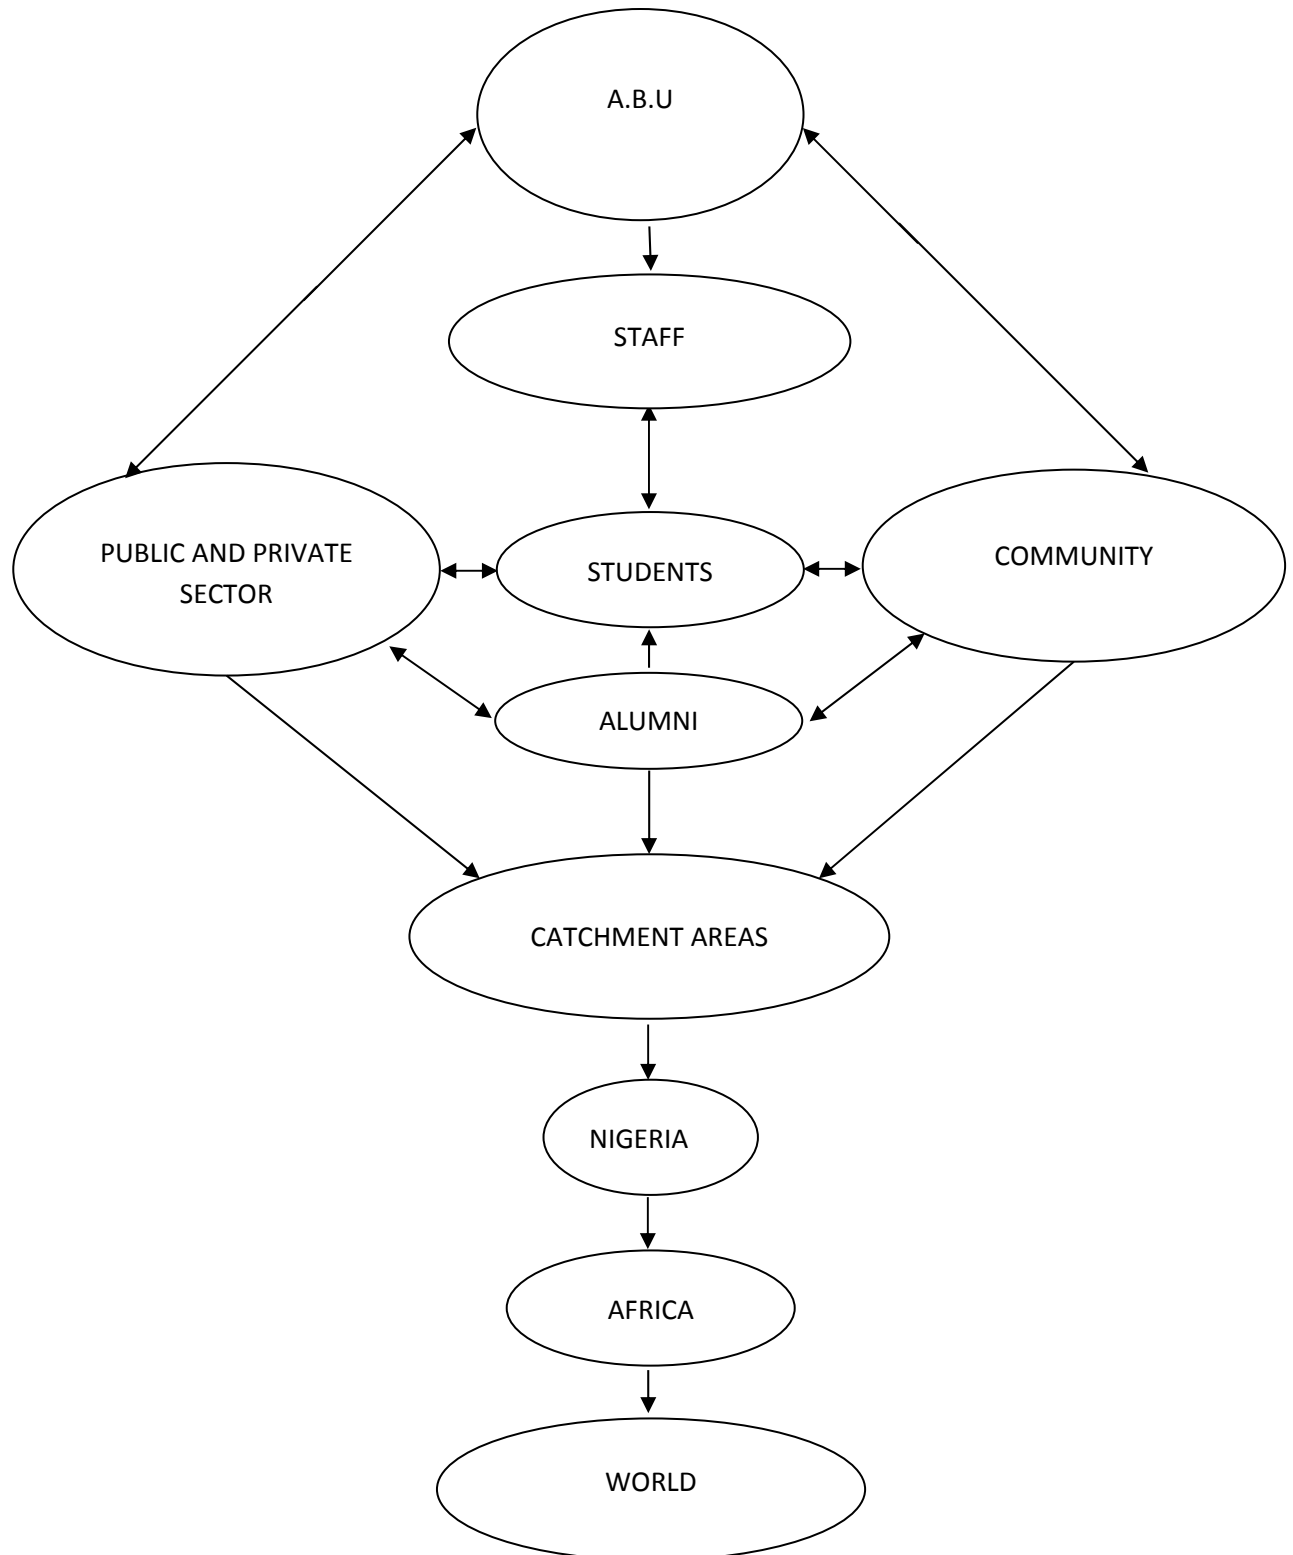 A.B.U
STAFF
PUBLIC AND PRIVATE
SECTOR
STUDENTS
COMMUNITY
ALUMNI
CATCHMENT AREAS
NIGERIA
AFRICA
WORLD